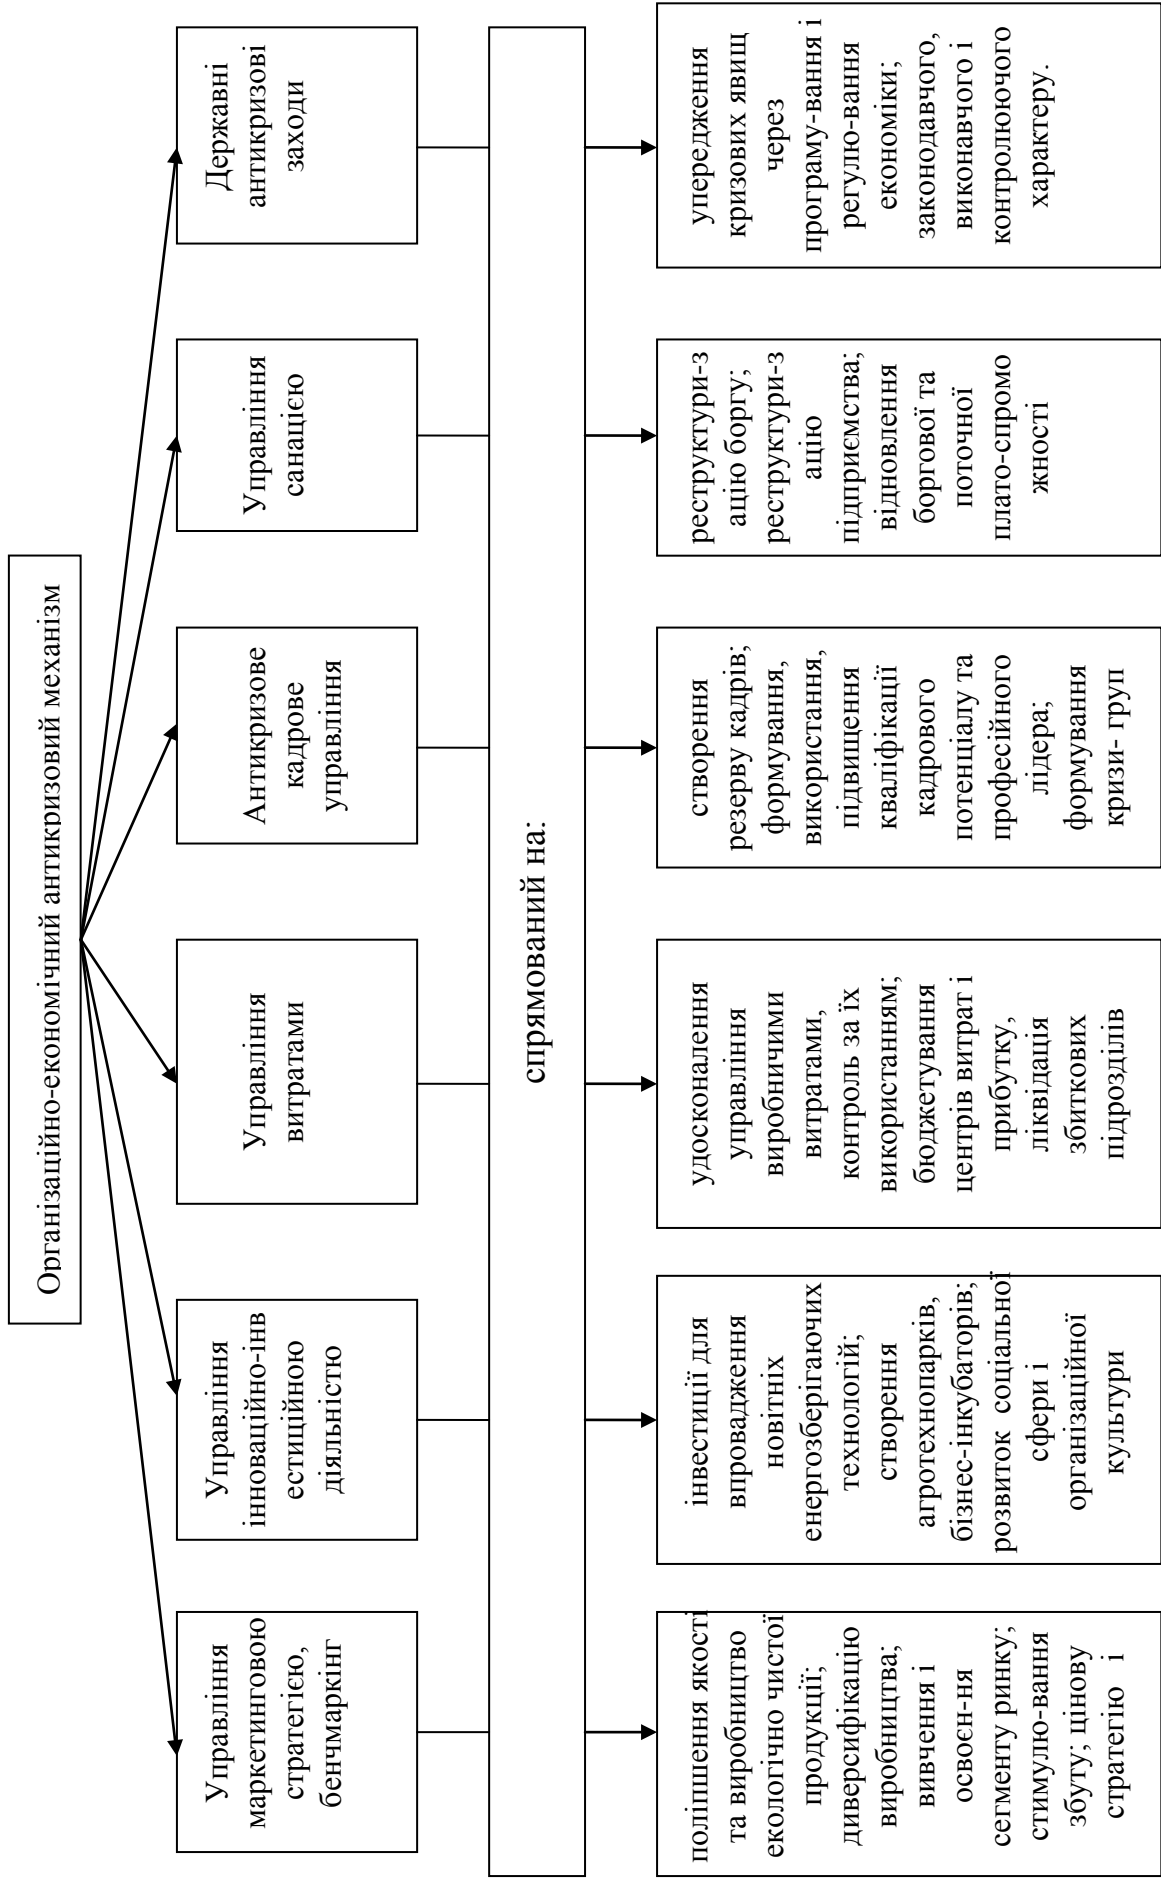 Організаційно-економічний антикризовий механізм
Управління
маркетинговою
стратегією,
бенчмаркінг
Управління
інноваційно-інв
естиційною
діяльністю
Управління
витратами
Антикризове
кадрове
управління
Управління
санацією
Державні
антикризові
заходи
спрямований на:
поліпшення якості
та виробництво
екологічно чистої
продукції;
диверсифікацію
виробництва;
вивчення і
освоєн-ня
сегменту ринку;
стимулю-вання
збуту; цінову
стратегію і
інвестиції для
впровадження
новітніх
енергозберігаючих
технологій;
створення
агротехнопарків,
бізнес-інкубаторів;
розвиток соціальної
сфери і
організаційної
культури
удосконалення
управління
виробничими
витратами,
контроль за їх
використанням;
бюджетування
центрів витрат і
прибутку,
ліквідація
збиткових
підрозділів
створення
резерву кадрів;
формування,
використання,
підвищення
кваліфікації
кадрового
потенціалу та
професійного
лідера;
формування
кризи- груп
реструктури-з
ацію боргу;
реструктури-з
ацію
підприємства;
відновлення
боргової та
поточної
плато-спромо
жності
упередження
кризових явищ
через
програму-вання і
регулю-вання
економіки;
законодавчого,
виконавчого і
контролюючого
характеру.